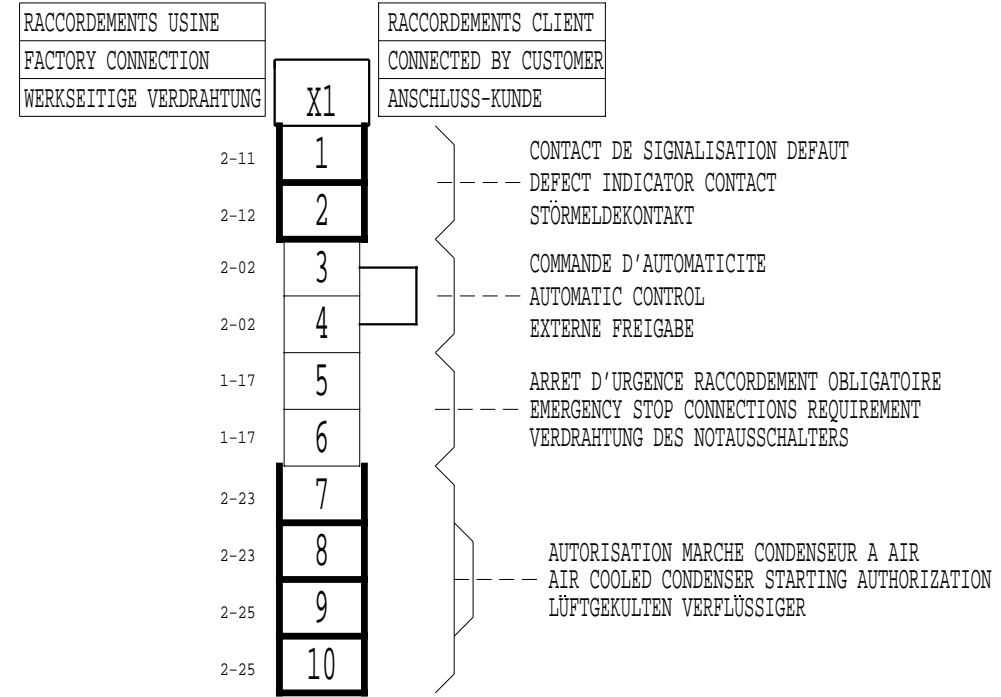 RACCORDEMENTS USINE
FACTORY CONNECTION
WERKSEITIGE VERDRAHTUNG
X1
RACCORDEMENTS CLIENT
CONNECTED BY CUSTOMER
ANSCHLUSS-KUNDE
2-11
1
2-12
2
CONTACT DE SIGNALISATION DEFAUT
DEFECT INDICATOR CONTACT
STÖRMELDEKONTAKT
2-02
3
2-02
4
COMMANDE D'AUTOMATICITE
AUTOMATIC CONTROL
EXTERNE FREIGABE
1-17
5
1-17
6
ARRET D'URGENCE RACCORDEMENT OBLIGATOIRE
EMERGENCY STOP CONNECTIONS REQUIREMENT
VERDRAHTUNG DES NOTAUSSCHALTERS
2-23
7
2-23
8
2-25
9
2-25
10
AUTORISATION MARCHE CONDENSEUR A AIR
AIR COOLED CONDENSER STARTING AUTHORIZATION
LÜFTGEKULTEN VERFLÜSSIGER